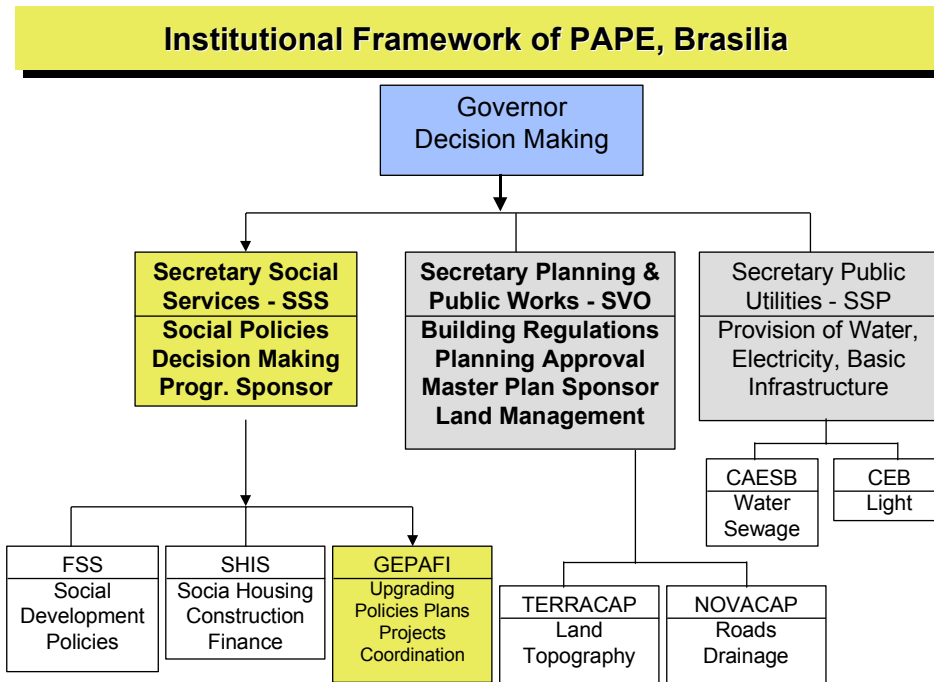 Institutional Framework of PAPE, Brasilia
Governor
Decision Making
Secretary Social
Services - SSS
Social Policies
Decision Making
Progr. Sponsor
Secretary Planning &
Public Works - SVO
Building Regulations
Planning Approval
Master Plan Sponsor
Land Management
Secretary Public
Utilities - SSP
Provision of Water,
Electricity, Basic
Infrastructure
CAESB
Water
Sewage
CEB
Light
FSS
Social
Development
Policies
SHIS
Socia Housing
Construction
Finance
GEPAFI
Upgrading
Policies Plans
Projects
Coordination
TERRACAP
Land
Topography
NOVACAP
Roads
Drainage